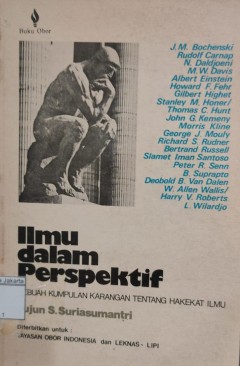 Buku Obor
J.M. Bochenski
Rudolf Carnap
N. Daldjoeni
M.W. Davis
Albert Einstein
Howard F. Fehr
Gilbert Highet
Stanley M. Honer/
Thomas C. Hunt
John G. Kemeny
Morris Kline
George J. Mouly
Richard S. Rudner
Bertrand Russell
Slamet Iman Santoso
Peter R. Senn
B. Suprapto
Deobold B. Van Dalen
W. Allen Wallis/
Harry V. Roberts
L. Wilardjo
Ilmu
dalam
Perspektif
SEBUAH KUMPULAN KARANGAN TENTANG HAKEKAT ILMU
Jujun S. Suriasumantri
Diterbitkan untuk :
YAYASAN OBOR INDONESIA dan LEKNAS - LIPI